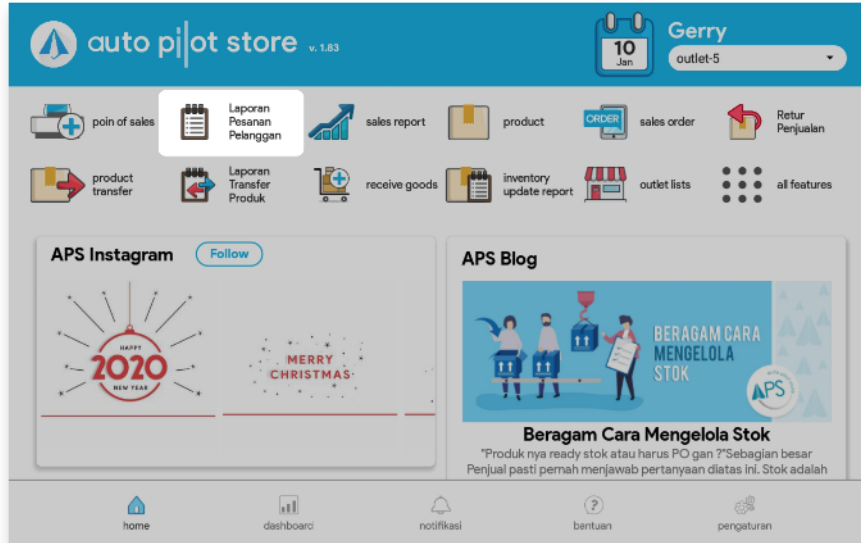 auto pilot store v. 1.83
10
Jan
Gerry
outlet-5
poin of sales
Laporan
Pesanan
Pelanggan
sales report
product
ORDER
sales order
Retur
Penjualan
product
transfer
Laporan
Transfer
Produk
receive goods
inventory
update report
outlet lists
all features
APS Instagram
Follow
HAPPY
2020
NEW YEAR
MERRY
CHRISTMAS
APS Blog
BERAGAM CARA
MENGELOLA
STOK
APS
Beragam Cara Mengelola Stok
"Produk nya ready stok atau harus PO gan ?"Sebagian besar
Penjual pasti pernah menjawab pertanyaan diatas ini. Stok adalah
home
dashboard
notifikasi
bentuan
pengaturan